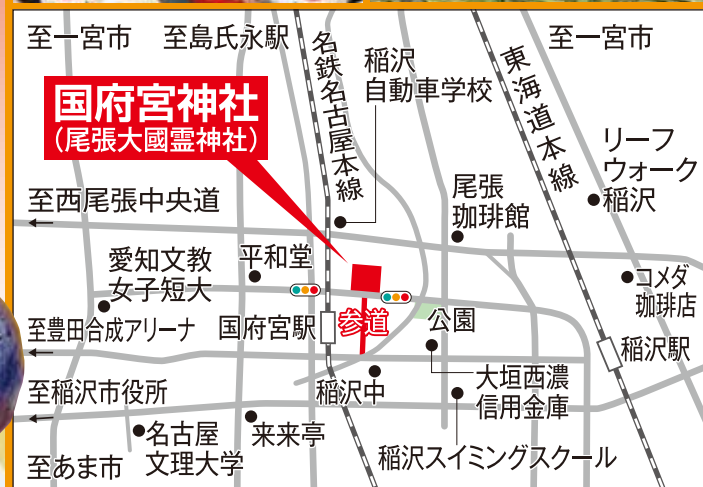 至一宮市
至島氏永駅
名鉄名古屋本線
稲沢
自動車学校
東海道本線
至一宮市
国府宮神社
(尾張大國霊神社)
リーフ
ウォーク
稲沢
至西尾張中央道
尾張
珈琲館
愛知文教
女子短大
平和堂
コメダ
珈琲店
至豊田合成アリーナ
国府宮駅
参道
公園
稲沢駅
至稲沢市役所
稲沢中
大垣西濃
信用金庫
名古屋
文理大学
来来亭
稲沢スイミングスクール
至あま市